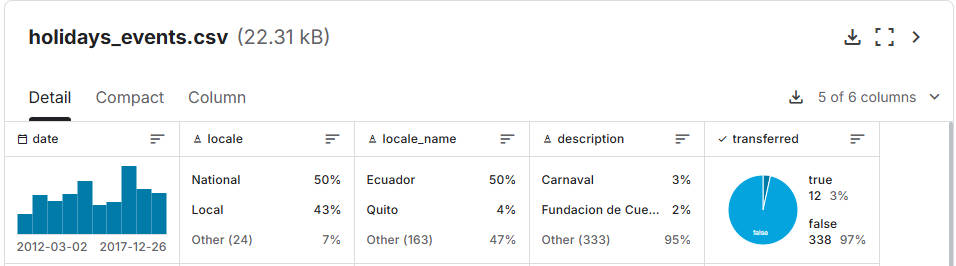 holidays_events.csv (22.31 kB)
Detail Compact Column 5 of 6 columns
date locale locale_name description transferred
National 50% Ecuador 50% Carnaval 3% true
12 3%
Local 43% Quito 4% Fundacion de Cue... 2%
false
Other (24) 7% Other (163) 47% Other (333) 95% 338 97%
false
2012-03-02 2017-12-26